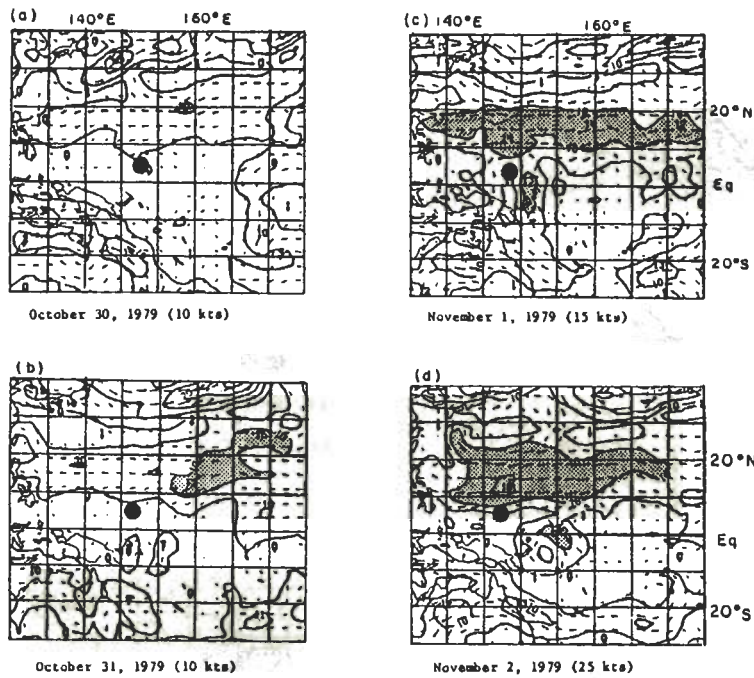 (a)
140°E 160°E
October 30, 1979 (10 kts)
(b)
October 31, 1979 (10 kts)
(c)
140°E 160°E
20°N
Eq
20°S
November 1, 1979 (15 kts)
(d)
20°N
Eq
20°S
November 2, 1979 (25 kts)